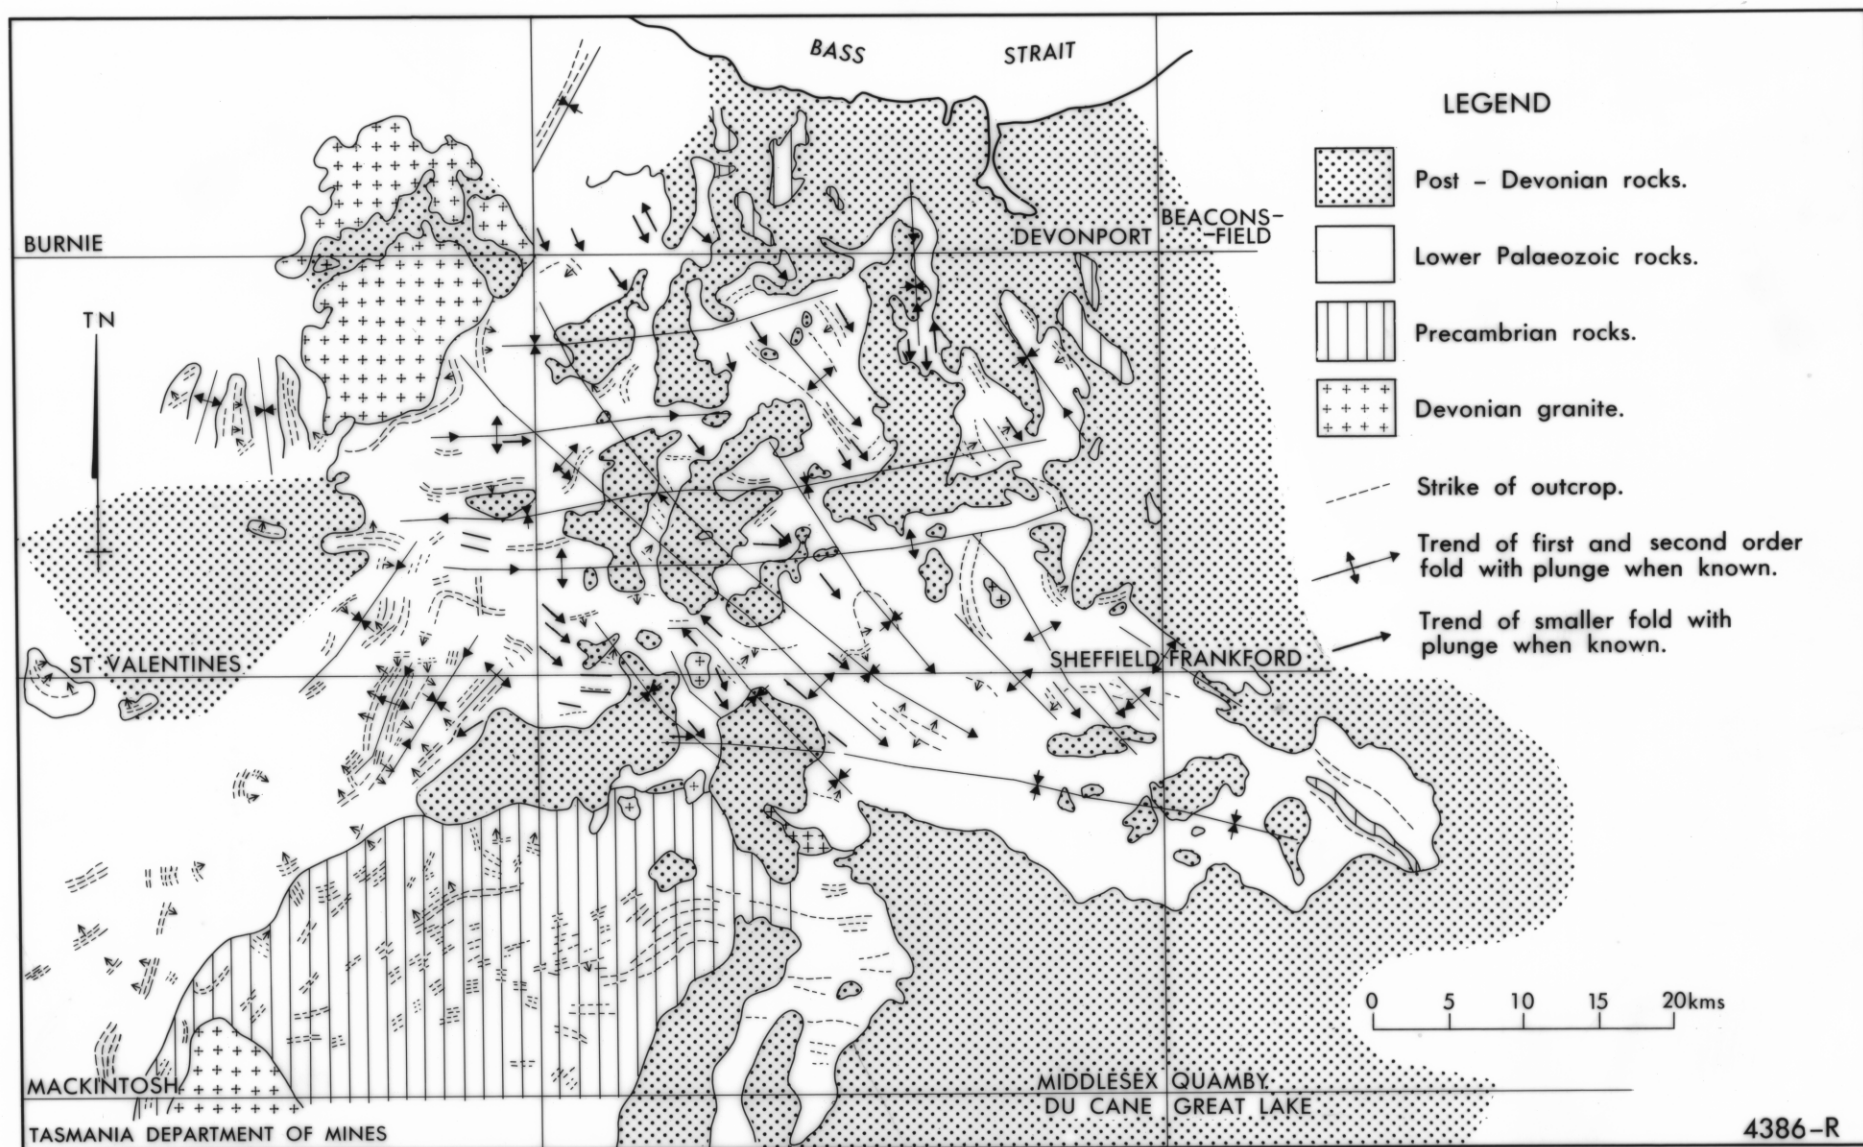 BASS STRAIT
LEGEND
Post – Devonian rocks.
Lower Palaeozoic rocks.
Precambrian rocks.
Devonian granite.
Strike of outcrop.
Trend of first and second order
fold with plunge when known.
Trend of smaller fold with
plunge when known.
BURNIE
DEVONPORT
BEACONS–
–FIELD
TN
ST VALENTINES
SHEFFIELD
FRANKFORD
0 5 10 15 20kms
MACKINTOSH
MIDDLESEX
QUAMBY
DU CANE
GREAT LAKE
TASMANIA DEPARTMENT OF MINES
4386–R